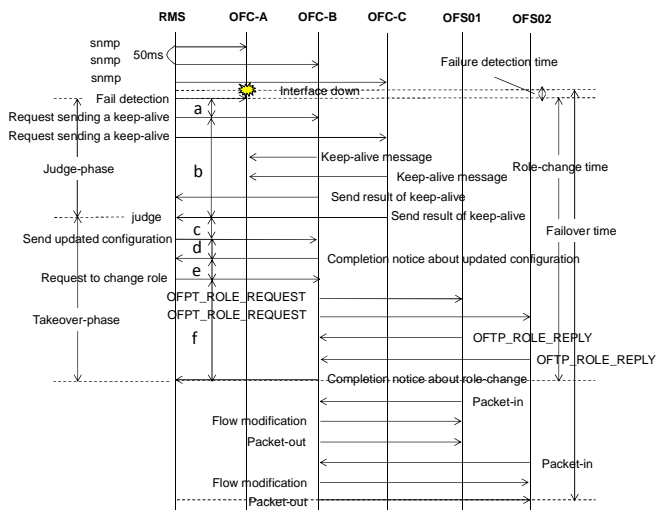 RMS OFC-A OFC-B OFC-C OFS01 OFS02
snmp
50ms
snmp
Failure detection time
snmp
Interface down
Fail detection
a
Request sending a keep-alive
Request sending a keep-alive
Keep-alive message
Judge-phase
b
Role-change time
Keep-alive message
Send result of keep-alive
judge
Send result of keep-alive
Failover time
c
Send updated configuration
d
Completion notice about updated configuration
e
Request to change role
OFPT_ROLE_REQUEST
OFPT_ROLE_REQUEST
Takeover-phase
f
OFTP_ROLE_REPLY
OFTP_ROLE_REPLY
Completion notice about role-change
Packet-in
Flow modification
Packet-out
Packet-in
Flow modification
Packet-out